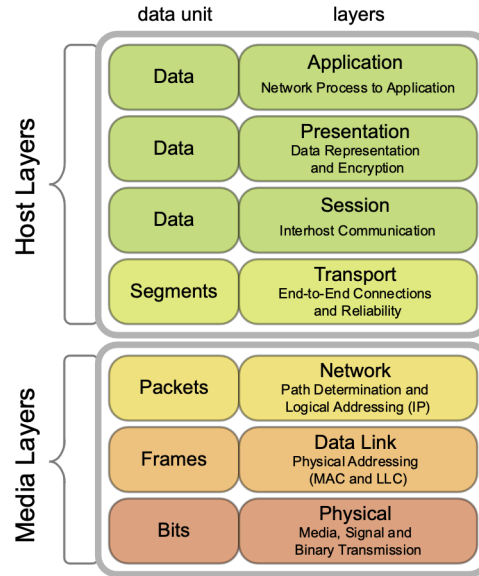 data unit layers
Host Layers
Data
Application
Network Process to Application
Data
Presentation
Data Representation
and Encryption
Data
Session
Interhost Communication
Segments
Transport
End-to-End Connections
and Reliability
Media Layers
Packets
Network
Path Determination and
Logical Addressing (IP)
Frames
Data Link
Physical Addressing
(MAC and LLC)
Bits
Physical
Media, Signal and
Binary Transmission